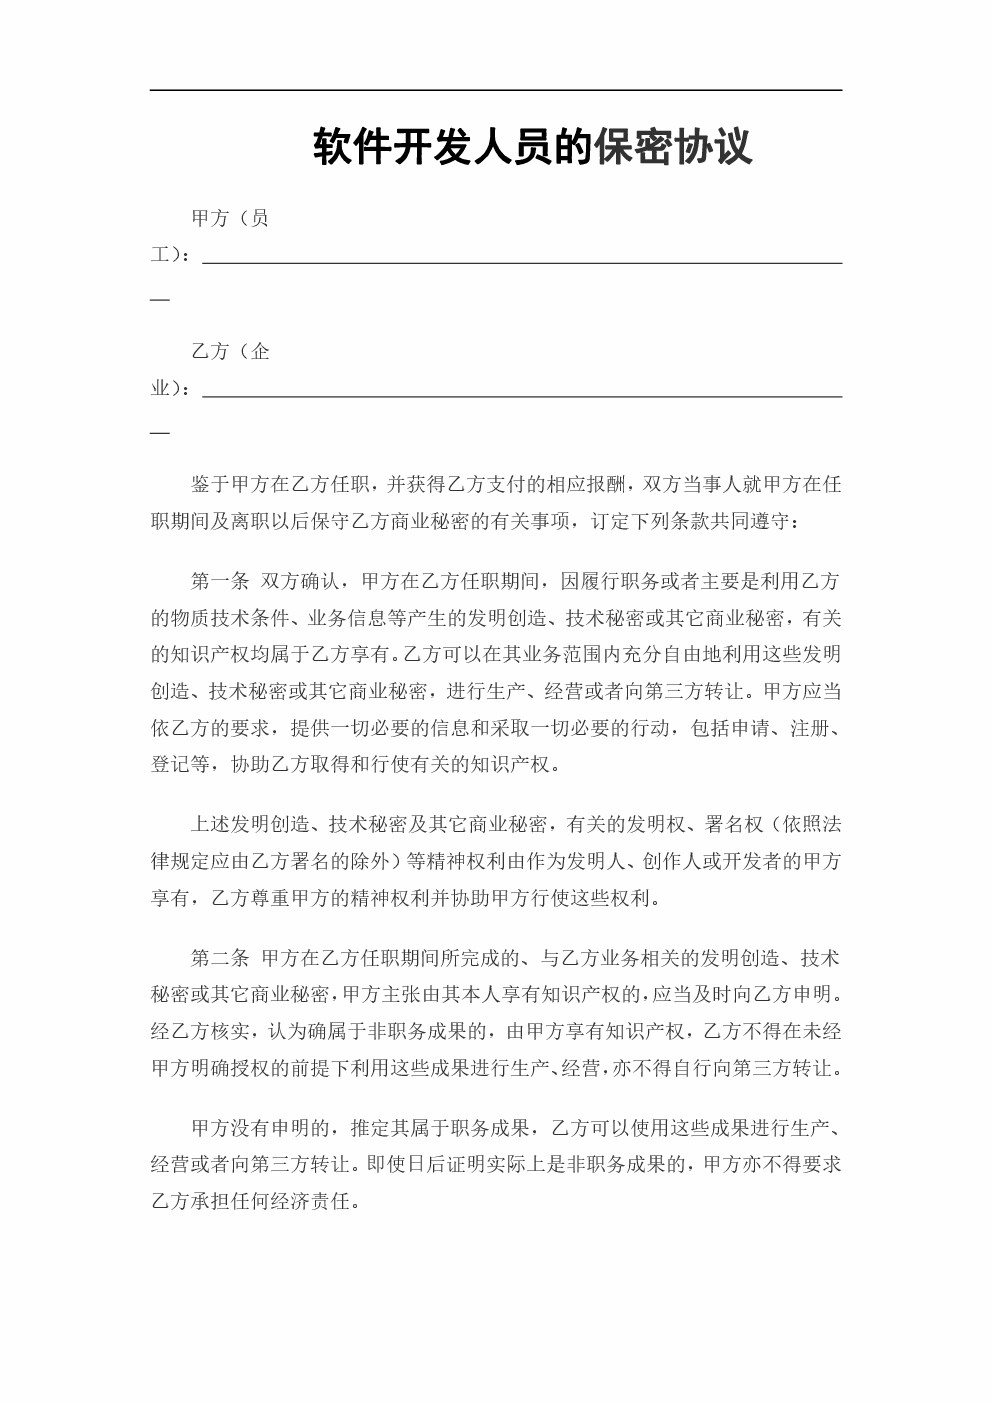 软件开发人员的保密协议
甲方（员
工）：________________________________________________________________
__
乙方（企
业）：________________________________________________________________
__
鉴于甲方在乙方任职，并获得乙方支付的相应报酬，双方当事人就甲方在任
职期间及离职以后保守乙方商业秘密的有关事项，订定下列条款共同遵守：
第一条 双方确认，甲方在乙方任职期间，因履行职务或者主要是利用乙方
的物质技术条件、业务信息等产生的发明创造、技术秘密或其它商业秘密，有关
的知识产权均属于乙方享有。乙方可以在其业务范围内充分自由地利用这些发明
创造、技术秘密或其它商业秘密，进行生产、经营或者向第三方转让。甲方应当
依乙方的要求，提供一切必要的信息和采取一切必要的行动，包括申请、注册、
登记等，协助乙方取得和行使有关的知识产权。
上述发明创造、技术秘密及其它商业秘密，有关的发明权、署名权（依照法
律规定应由乙方署名的除外）等精神权利由作为发明人、创作人或开发者的甲方
享有，乙方尊重甲方的精神权利并协助甲方行使这些权利。
第二条 甲方在乙方任职期间所完成的、与乙方业务相关的发明创造、技术
秘密或其它商业秘密，甲方主张由其本人享有知识产权的，应当及时向乙方申明。
经乙方核实，认为确属于非职务成果的，由甲方享有知识产权，乙方不得在未经
甲方明确授权的前提下利用这些成果进行生产、经营，亦不得自行向第三方转让。
甲方没有申明的，推定其属于职务成果，乙方可以使用这些成果进行生产、
经营或者向第三方转让。即使日后证明实际上是非职务成果的，甲方亦不得要求
乙方承担任何经济责任。